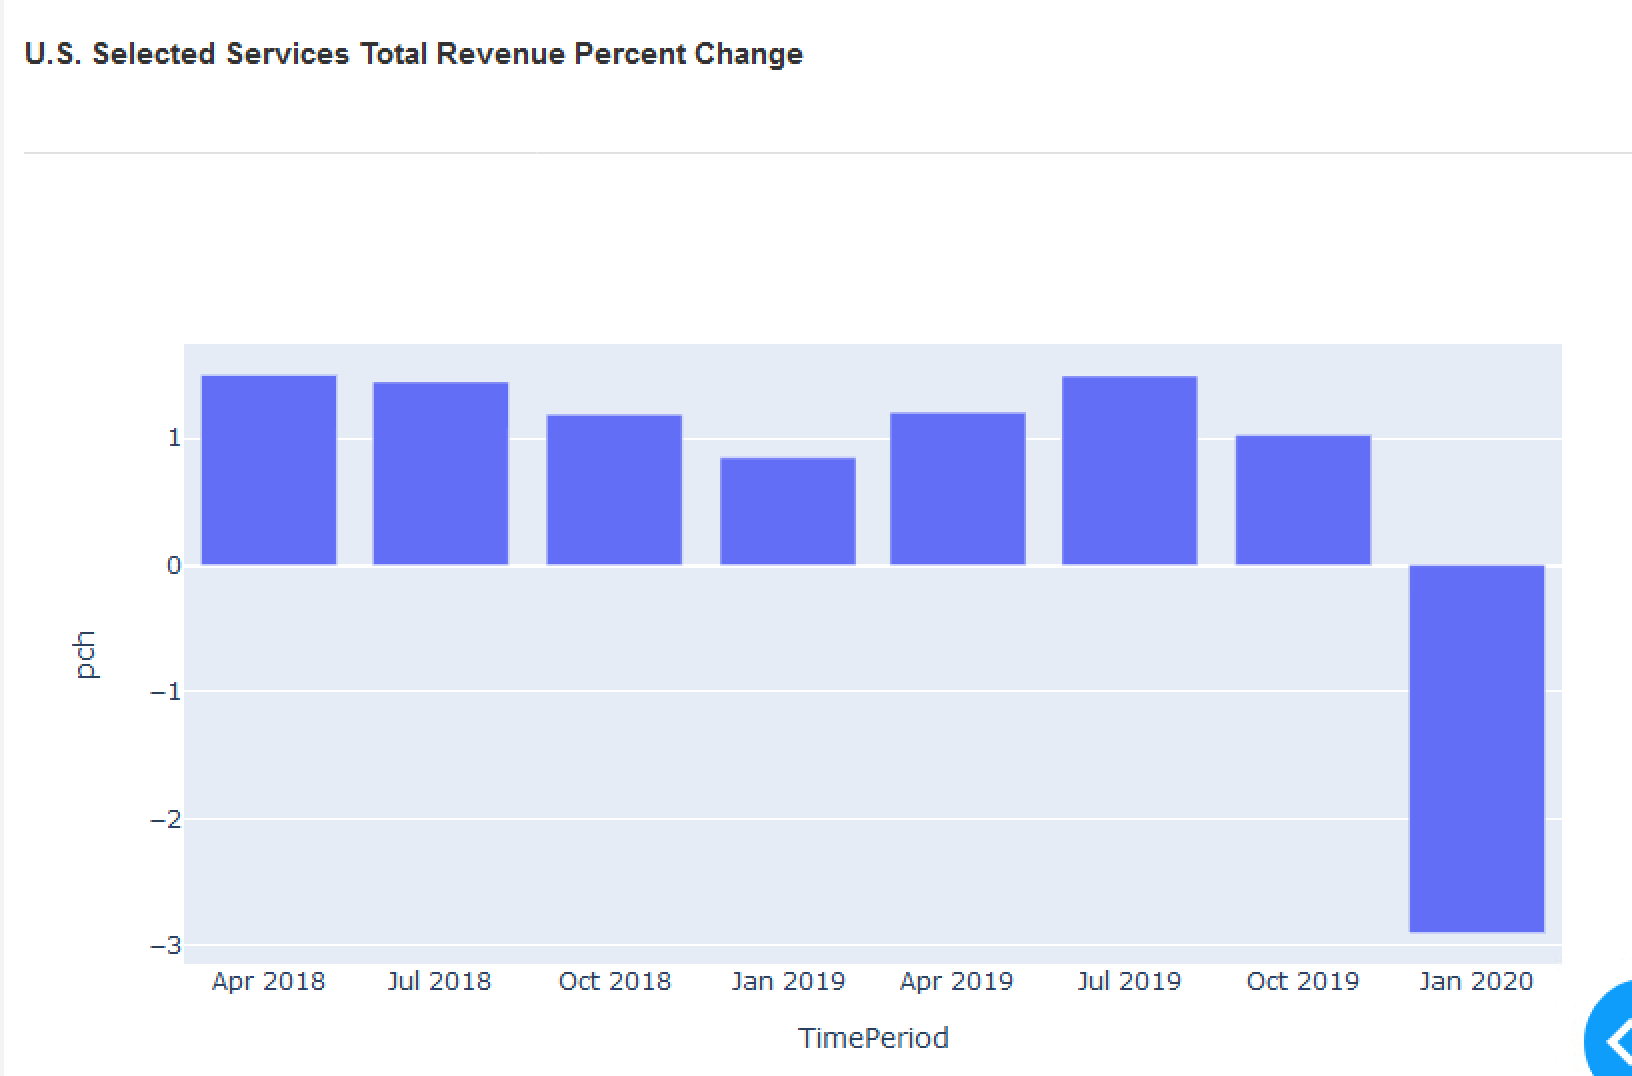 U.S. Selected Services Total Revenue Percent Change
1
0
−1
−2
−3
pch
Apr 2018 Jul 2018 Oct 2018 Jan 2019 Apr 2019 Jul 2019 Oct 2019 Jan 2020
TimePeriod